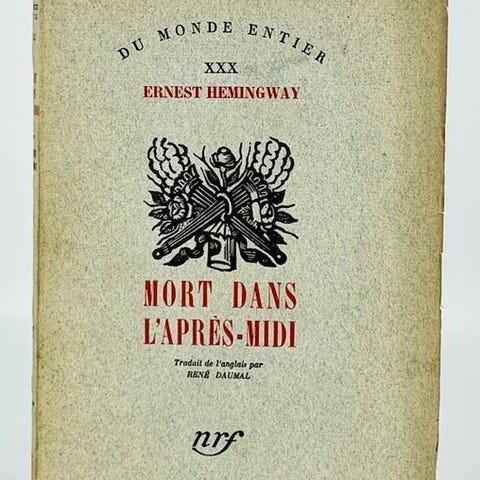 DU MONDE ENTIER
XXX
ERNEST HEMINGWAY
MORT DANS
L'APRÈS-MIDI
Traduit de l'anglais par
RENÉ DAUMAL
nrf